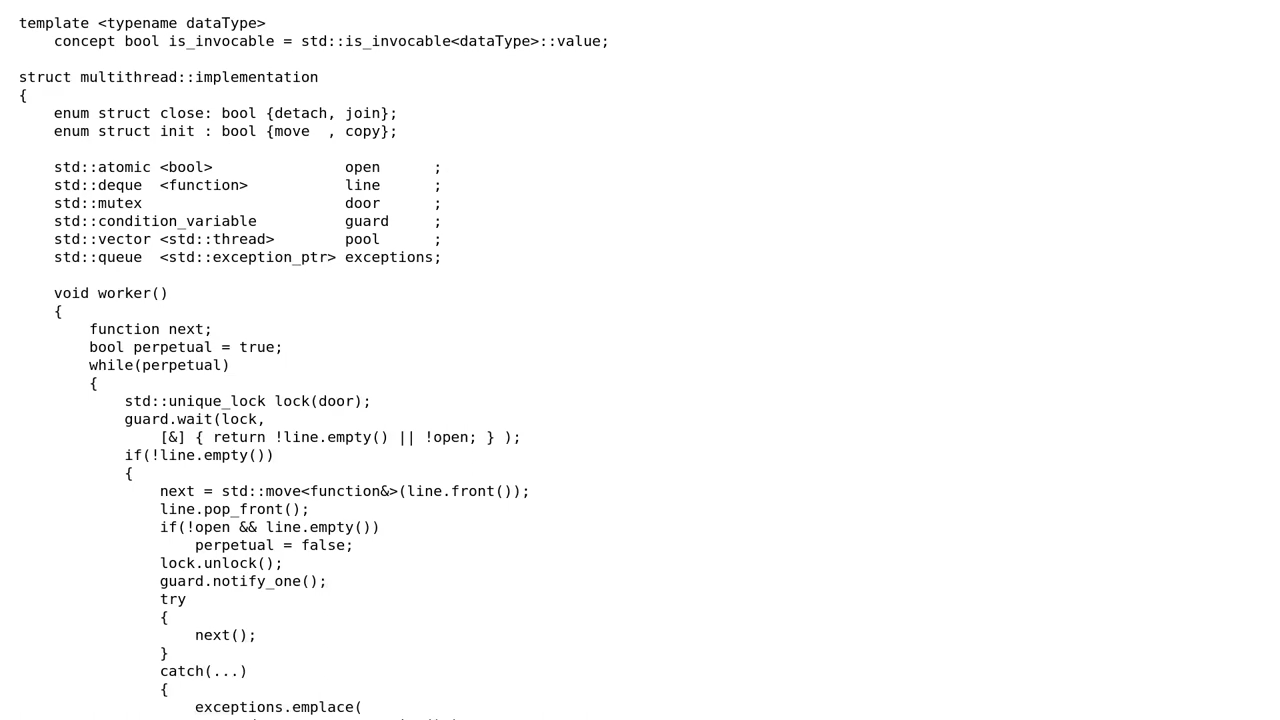 template <typename dataType>
    concept bool is_invocable = std::is_invocable<dataType>::value;

struct multithread::implementation
{
    enum struct close: bool {detach, join};
    enum struct init : bool {move  , copy};

    std::atomic <bool>               open      ;
    std::deque  <function>           line      ;
    std::mutex                       door      ;
    std::condition_variable          guard     ;
    std::vector <std::thread>        pool      ;
    std::queue  <std::exception_ptr> exceptions;

    void worker()
    {
        function next;
        bool perpetual = true;
        while(perpetual)
        {
            std::unique_lock lock(door);
            guard.wait(lock,
                [&] { return !line.empty() || !open; } );
            if(!line.empty())
            {
                next = std::move<function&>(line.front());
                line.pop_front();
                if(!open && line.empty())
                    perpetual = false;
                lock.unlock();
                guard.notify_one();
                try
                {
                    next();
                }
                catch(...)
                {
                    exceptions.emplace(